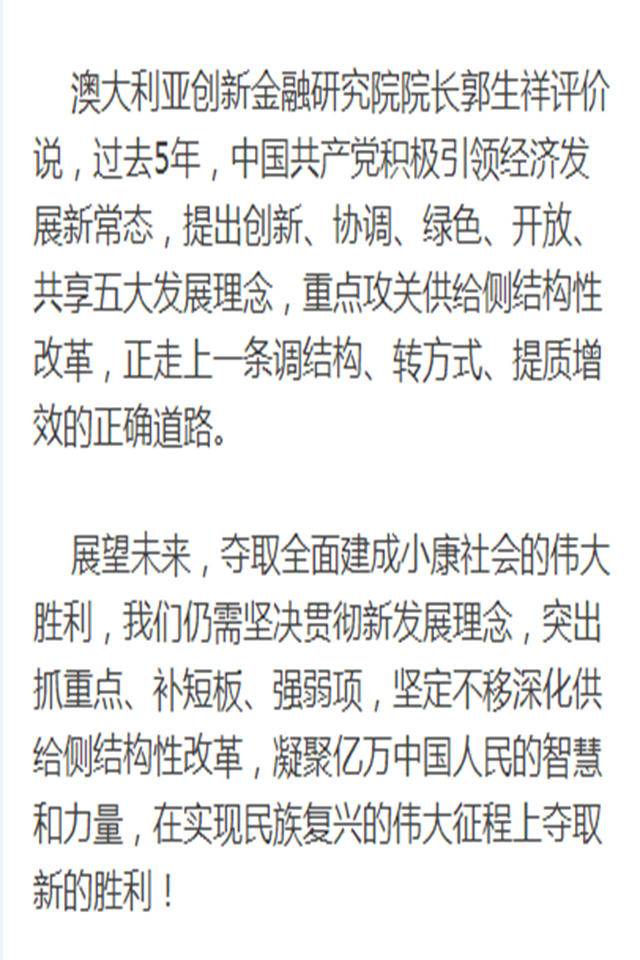 澳大利亚创新金融研究院院长郭生祥评价
说，过去5年，中国共产党积极引领经济发
展新常态，提出创新、协调、绿色、开放、
共享五大发展理念，重点攻关供给侧结构性
改革，正走上一条调结构、转方式、提质增
效的正确道路。
展望未来，夺取全面建成小康社会的伟大
胜利，我们仍需坚决贯彻新发展理念，突出
抓重点、补短板、强弱项，坚定不移深化供
给侧结构性改革，凝聚亿万中国人民的智慧
和力量，在实现民族复兴的伟大征程上夺取
新的胜利！